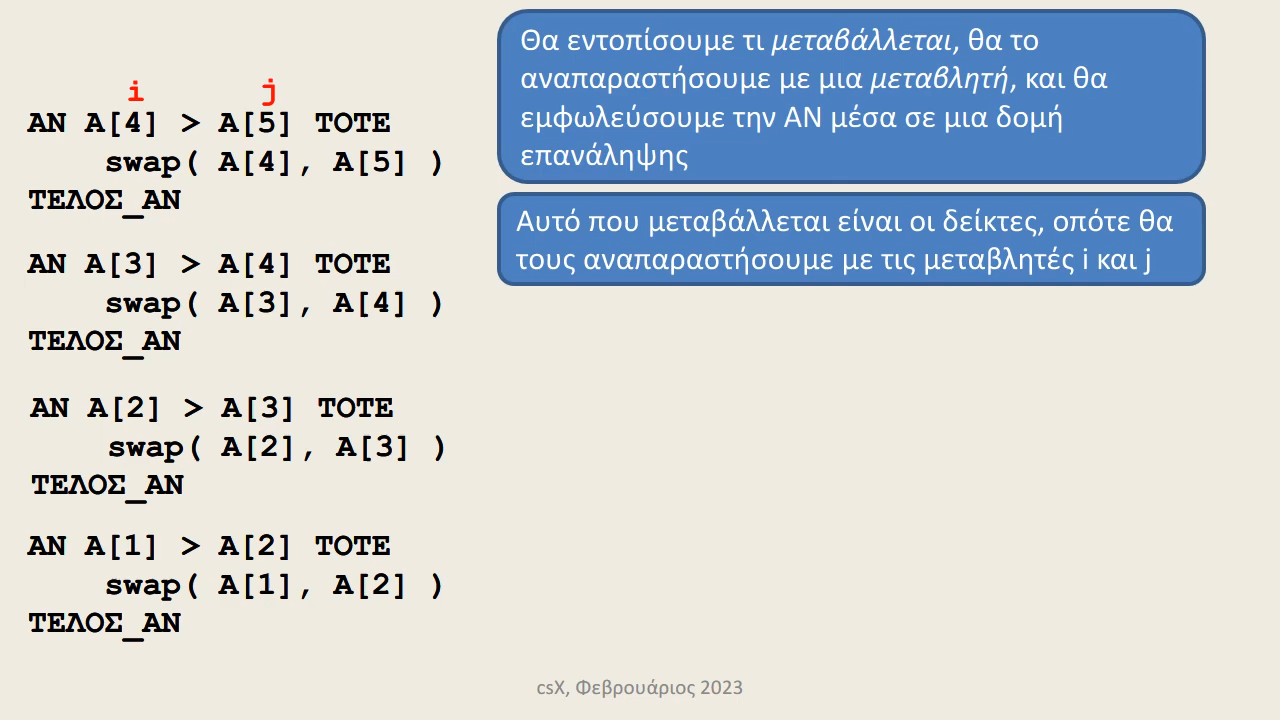 i j
ΑΝ Α[4] > Α[5] ΤΟΤΕ
swap( Α[4], Α[5] )
ΤΕΛΟΣ_ΑΝ
ΑΝ Α[3] > Α[4] ΤΟΤΕ
swap( Α[3], Α[4] )
ΤΕΛΟΣ_ΑΝ
ΑΝ Α[2] > Α[3] ΤΟΤΕ
swap( Α[2], Α[3] )
ΤΕΛΟΣ_ΑΝ
ΑΝ Α[1] > Α[2] ΤΟΤΕ
swap( Α[1], Α[2] )
ΤΕΛΟΣ_ΑΝ
Θα εντοπίσουμε τι μεταβάλλεται, θα το
αναπαραστήσουμε με μια μεταβλητή, και θα
εμφωλεύσουμε την ΑΝ μέσα σε μια δομή
επανάληψης
Αυτό που μεταβάλλεται είναι οι δείκτες, οπότε θα
τους αναπαραστήσουμε με τις μεταβλητές i και j
csX, Φεβρουάριος 2023